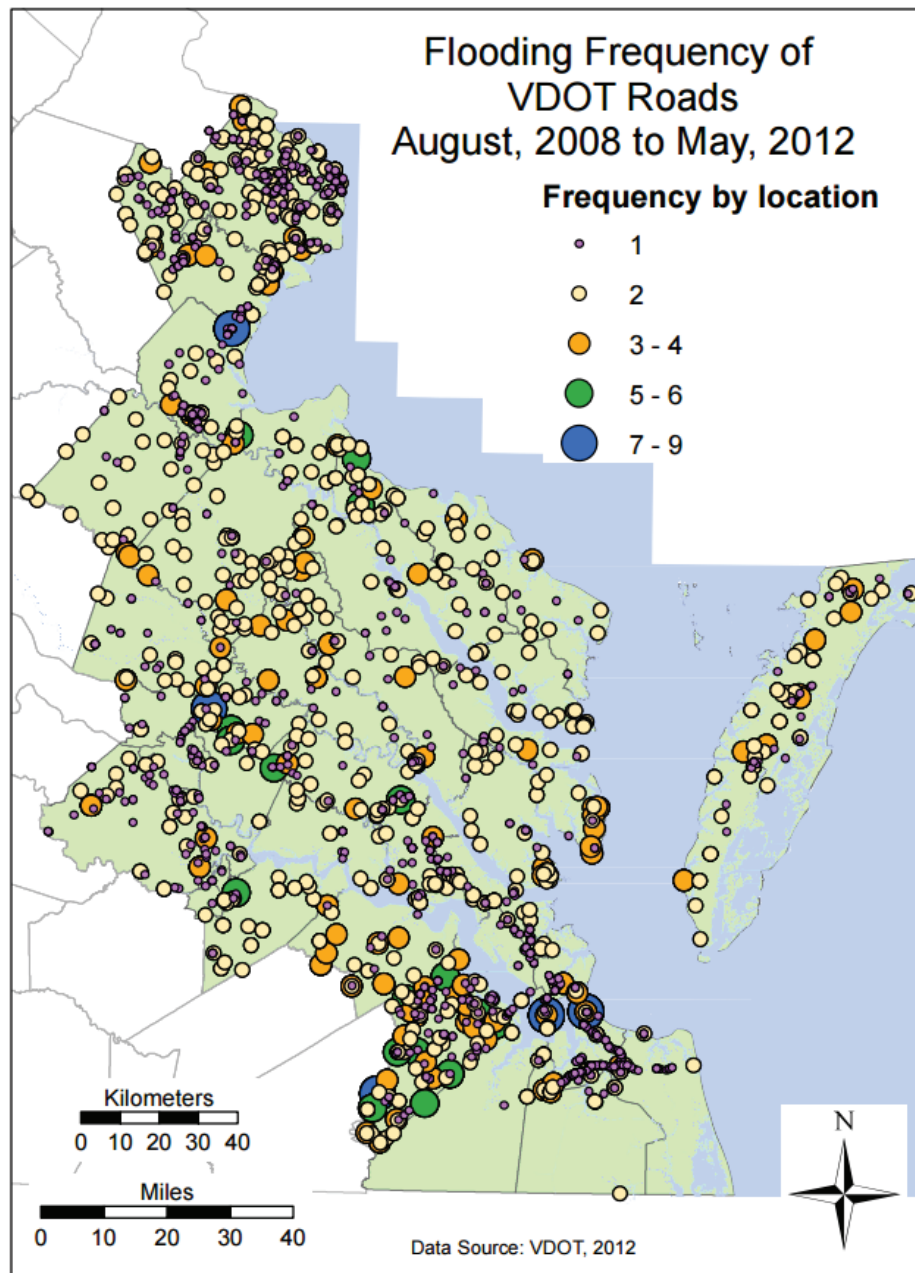 Flooding Frequency of
VDOT Roads
August, 2008 to May, 2012
Frequency by location
1
2
3 - 4
5 - 6
7 - 9
Kilometers
0 10 20 30 40
Miles
0 10 20 30 40
N
Data Source: VDOT, 2012